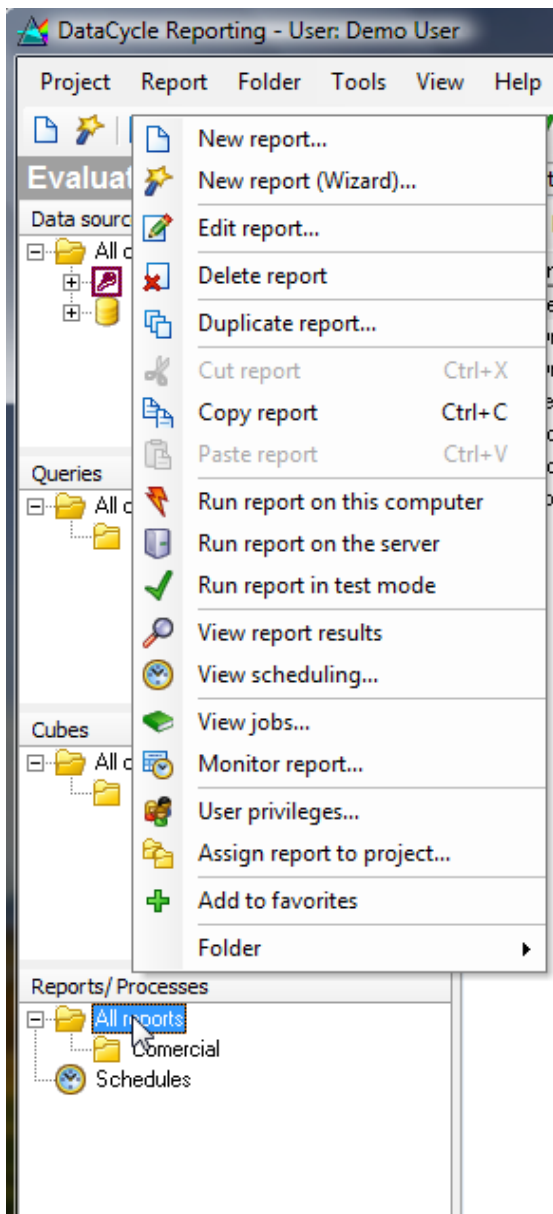 DataCycle Reporting - User: Demo User
Project Report Folder Tools View Help
New report...
New report (Wizard)...
Edit report...
Delete report
Duplicate report...
Cut report Ctrl+X
Copy report Ctrl+C
Paste report Ctrl+V
Run report on this computer
Run report on the server
Run report in test mode
View report results
View scheduling...
View jobs...
Monitor report...
User privileges...
Assign report to project...
Add to favorites
Folder
Evaluat
Data sourc
All c
Queries
All c
Cubes
All c
Reports/Processes
All reports
Comercial
Schedules